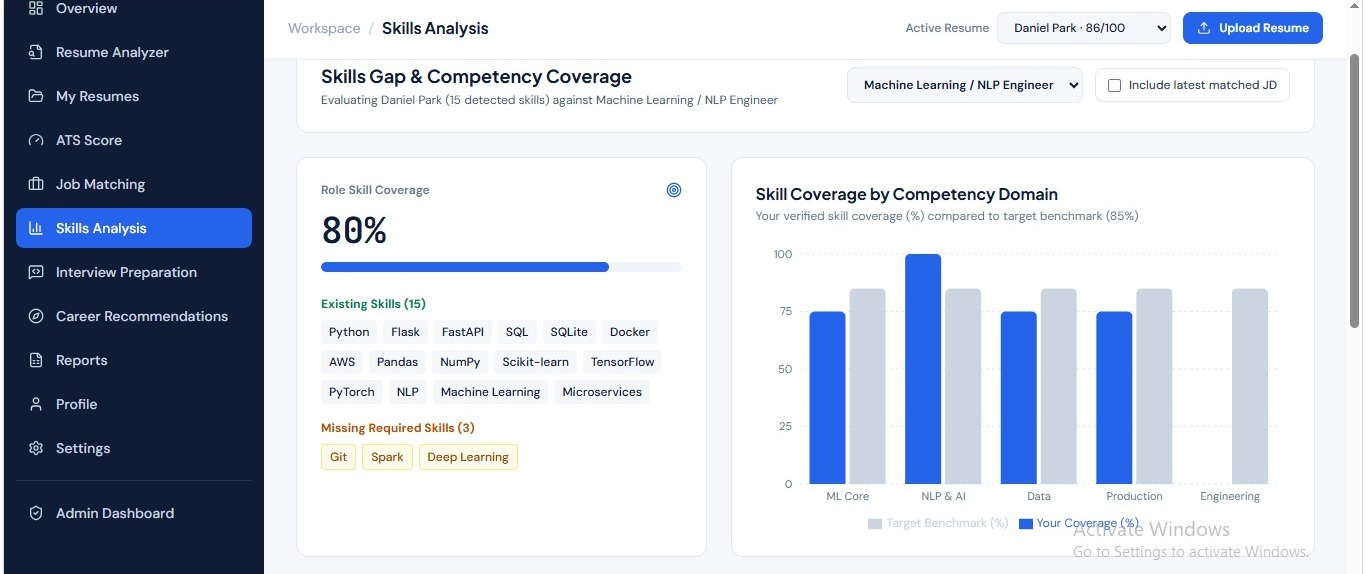 Overview
Resume Analyzer
My Resumes
ATS Score
Job Matching
Skills Analysis
Interview Preparation
Career Recommendations
Reports
Profile
Settings
Admin Dashboard
Workspace / Skills Analysis
Active Resume
Daniel Park · 86/100
Upload Resume
Skills Gap & Competency Coverage
Evaluating Daniel Park (15 detected skills) against Machine Learning / NLP Engineer
Machine Learning / NLP Engineer
Include latest matched JD
Role Skill Coverage
80%
Existing Skills (15)
Python Flask FastAPI SQL SQLite Docker
AWS Pandas NumPy Scikit-learn TensorFlow
PyTorch NLP Machine Learning Microservices
Missing Required Skills (3)
Git Spark Deep Learning
Skill Coverage by Competency Domain
Your verified skill coverage (%) compared to target benchmark (85%)
100
75
50
25
0
ML Core NLP & AI Data Production Engineering
Target Benchmark (%) Your Coverage (%)
Activate Windows
Go to Settings to activate Windows.